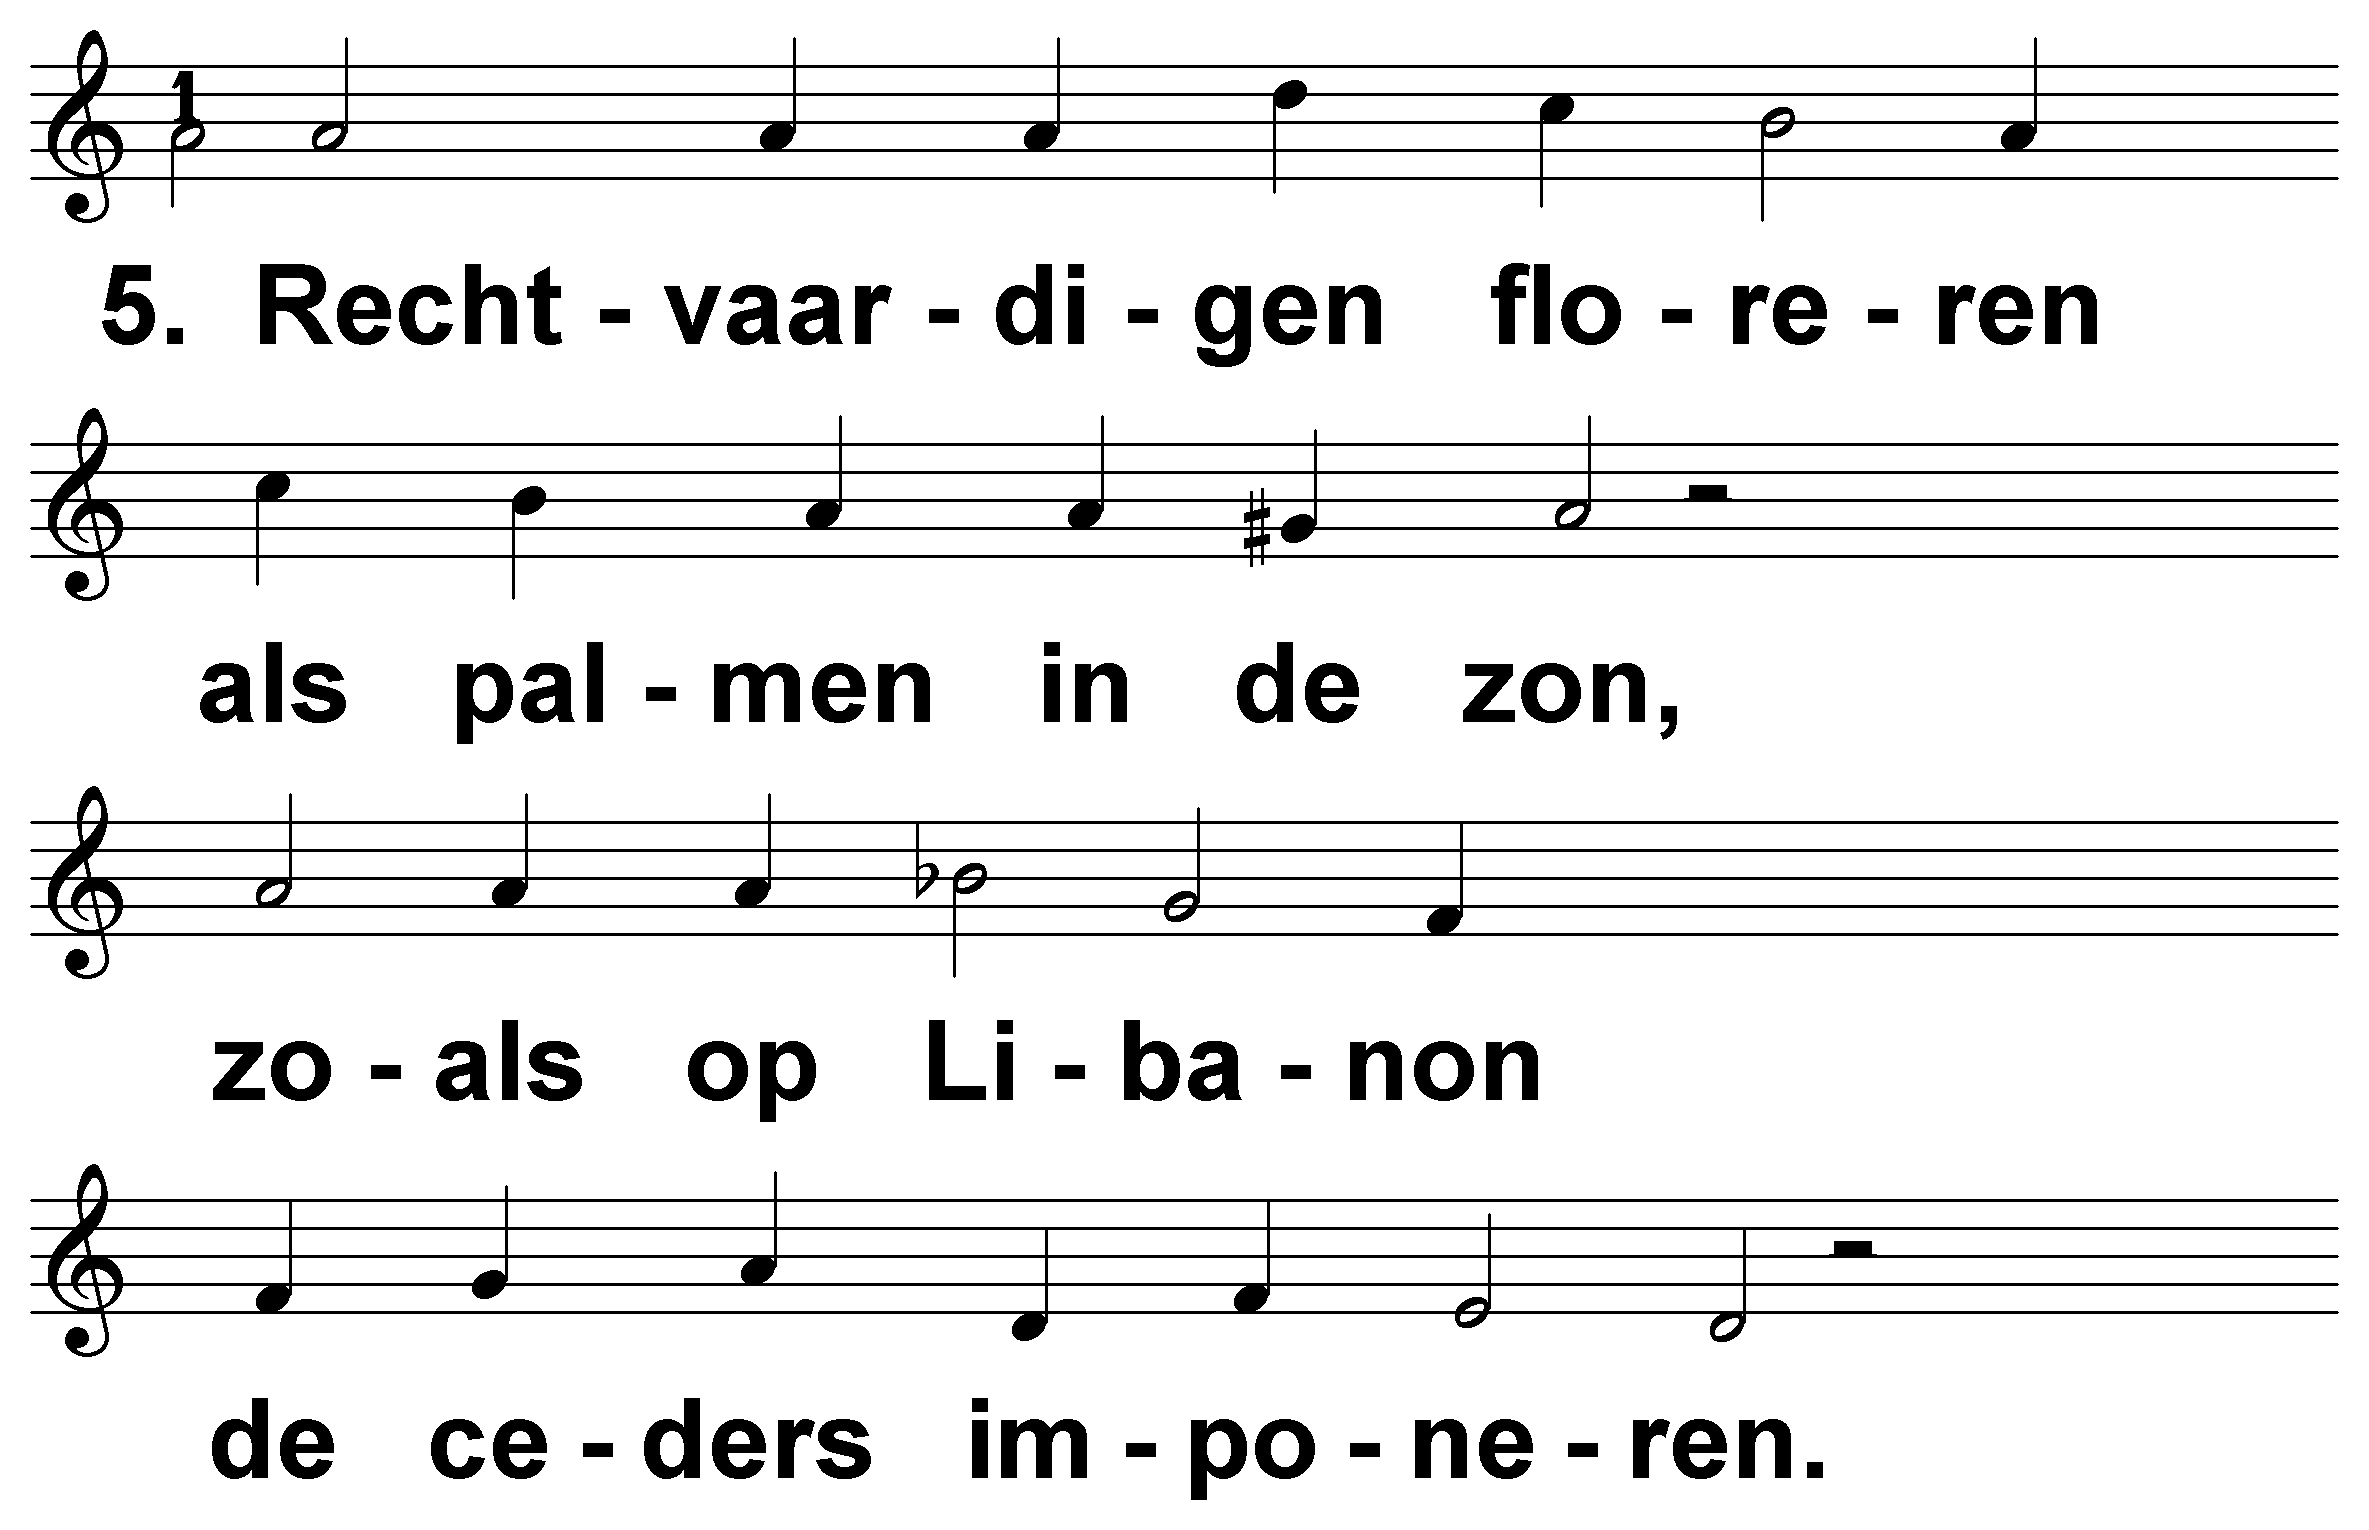 1
5. Recht - vaar - di - gen flo - re - ren
als pal - men in de zon,
zo - als op Li - ba - non
de ce - ders im - po - ne - ren.